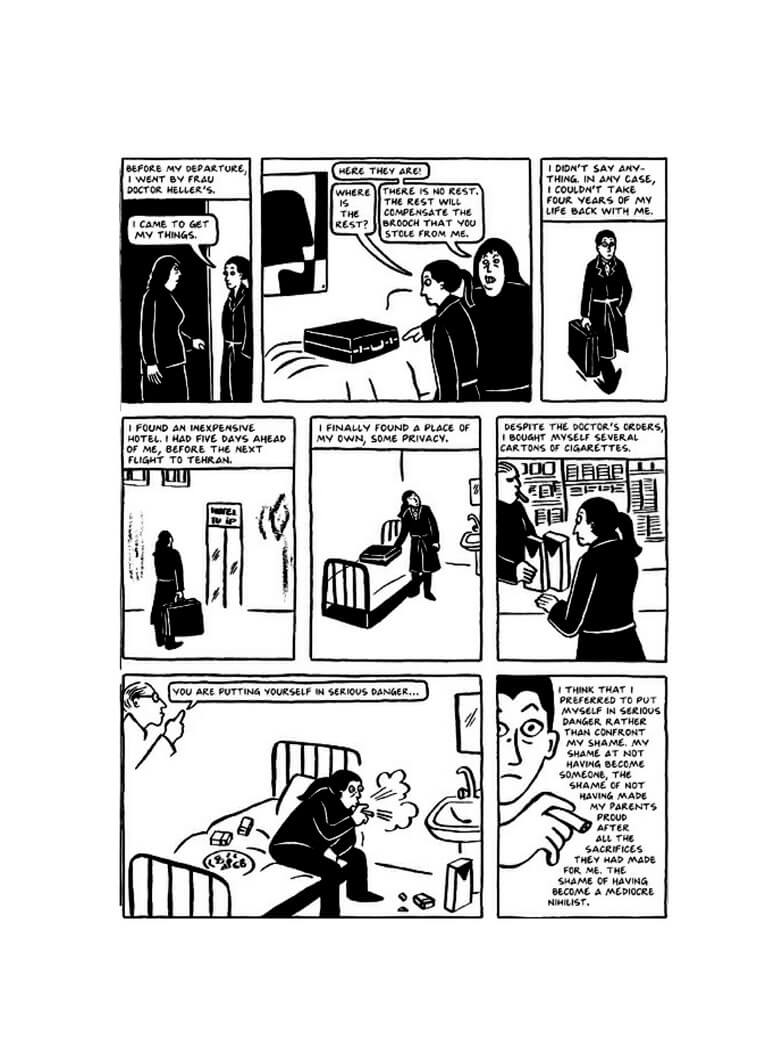 BEFORE MY DEPARTURE,
I WENT BY FRAU
DOCTOR HELLER'S.
I CAME TO GET
MY THINGS.
HERE THEY ARE!
WHERE
IS
THE
REST?
THERE IS NO REST.
THE REST WILL
COMPENSATE THE
BROOCH THAT YOU
STOLE FROM ME.
I DIDN'T SAY ANY-
THING. IN ANY CASE,
I COULDN'T TAKE
FOUR YEARS OF MY
LIFE BACK WITH ME.
I FOUND AN INEXPENSIVE
HOTEL. I HAD FIVE DAYS AHEAD
OF ME, BEFORE THE NEXT
FLIGHT TO TEHRAN.
I FINALLY FOUND A PLACE OF
MY OWN, SOME PRIVACY.
DESPITE THE DOCTOR'S ORDERS,
I BOUGHT MYSELF SEVERAL
CARTONS OF CIGARETTES.
YOU ARE PUTTING YOURSELF IN SERIOUS DANGER...
I THINK THAT I
PREFERRED TO PUT
MYSELF IN SERIOUS
DANGER RATHER
THAN CONFRONT
MY SHAME. MY
SHAME AT NOT
HAVING BECOME
SOMEONE, THE
SHAME OF NOT
HAVING MADE
MY PARENTS
PROUD
AFTER
ALL THE
SACRIFICES
THEY HAD MADE
FOR ME. THE
SHAME OF HAVING
BECOME A MEDIOCRE
NIHILIST.